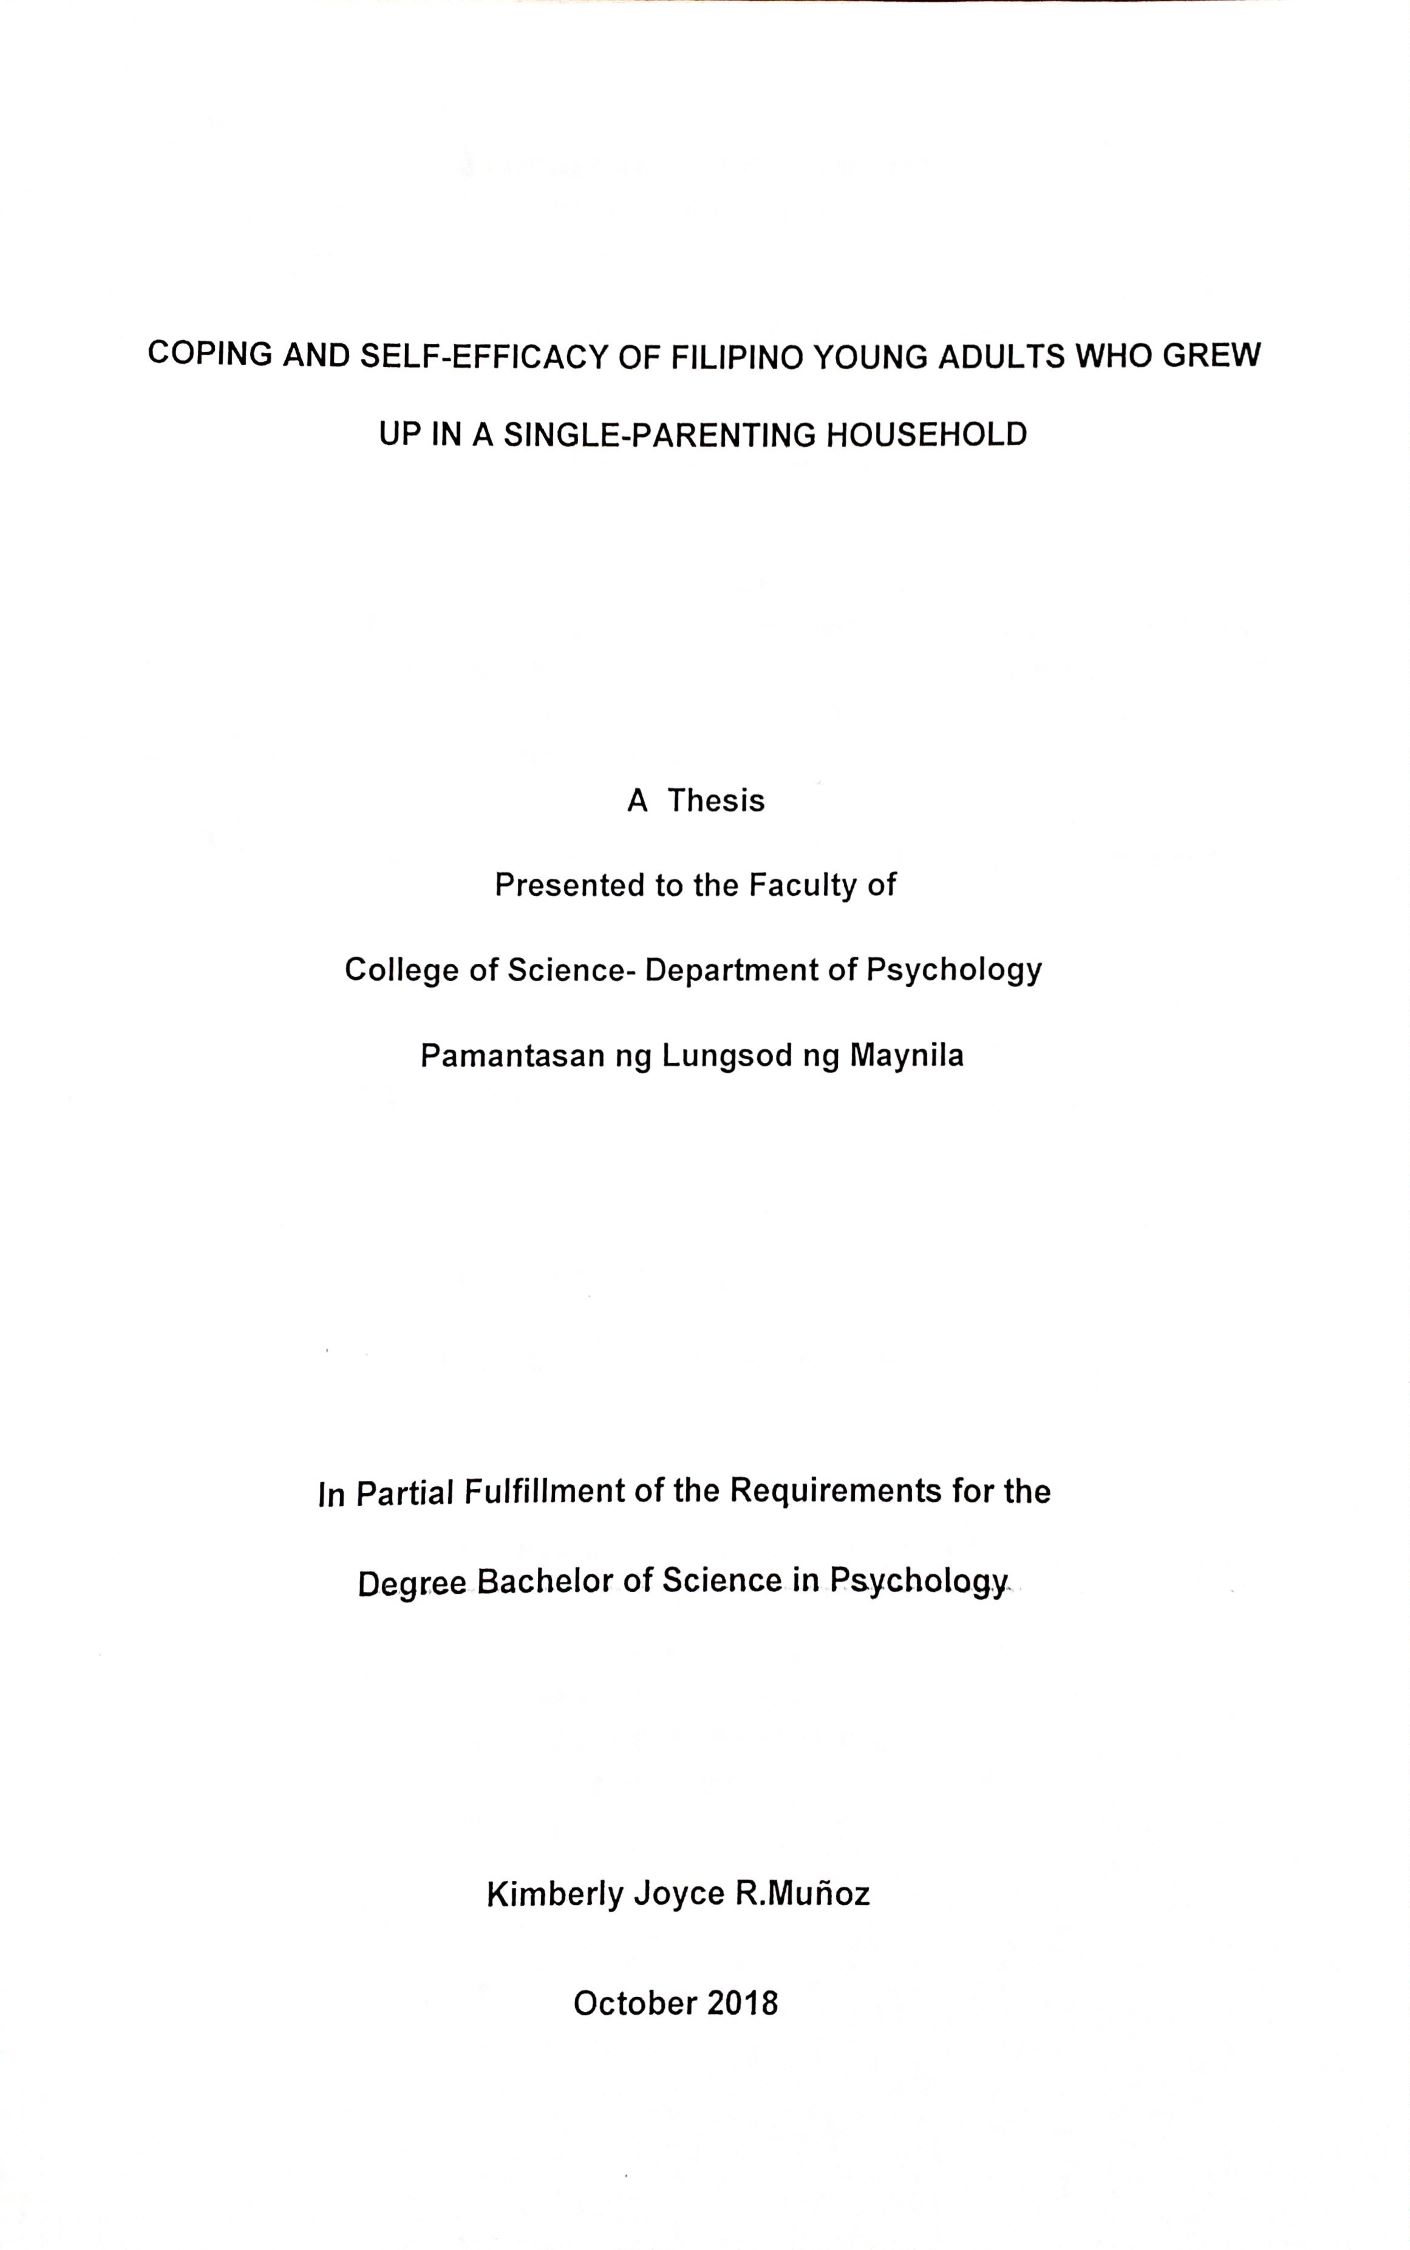 COPING AND SELF-EFFICACY OF FILIPINO YOUNG ADULTS WHO GREW
UP IN A SINGLE-PARENTING HOUSEHOLD
A Thesis
Presented to the Faculty of
College of Science- Department of Psychology
Pamantasan ng Lungsod ng Maynila
In Partial Fulfillment of the Requirements for the
Degree Bachelor of Science in Psychology
Kimberly Joyce R.Muñoz
October 2018